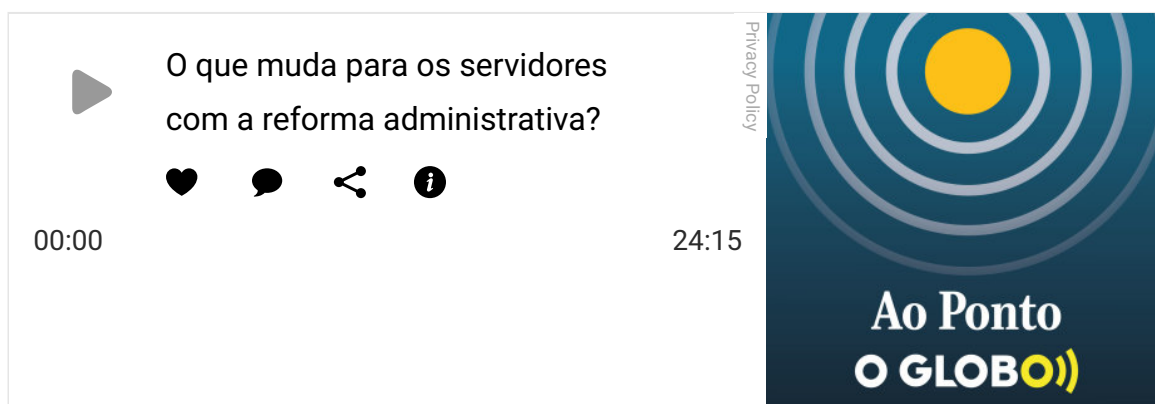 O que muda para os servidores
com a reforma administrativa?
00:00
24:15
Privacy Policy
Ao Ponto
O GLOBO